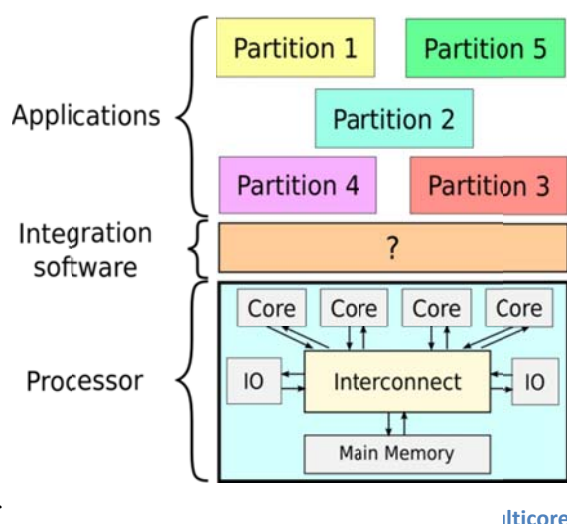 Partition 1
Partition 5
Applications
Partition 2
Partition 4
Partition 3
Integration
software
?
Core
Core
Core
Core
Processor
IO
Interconnect
IO
Main Memory